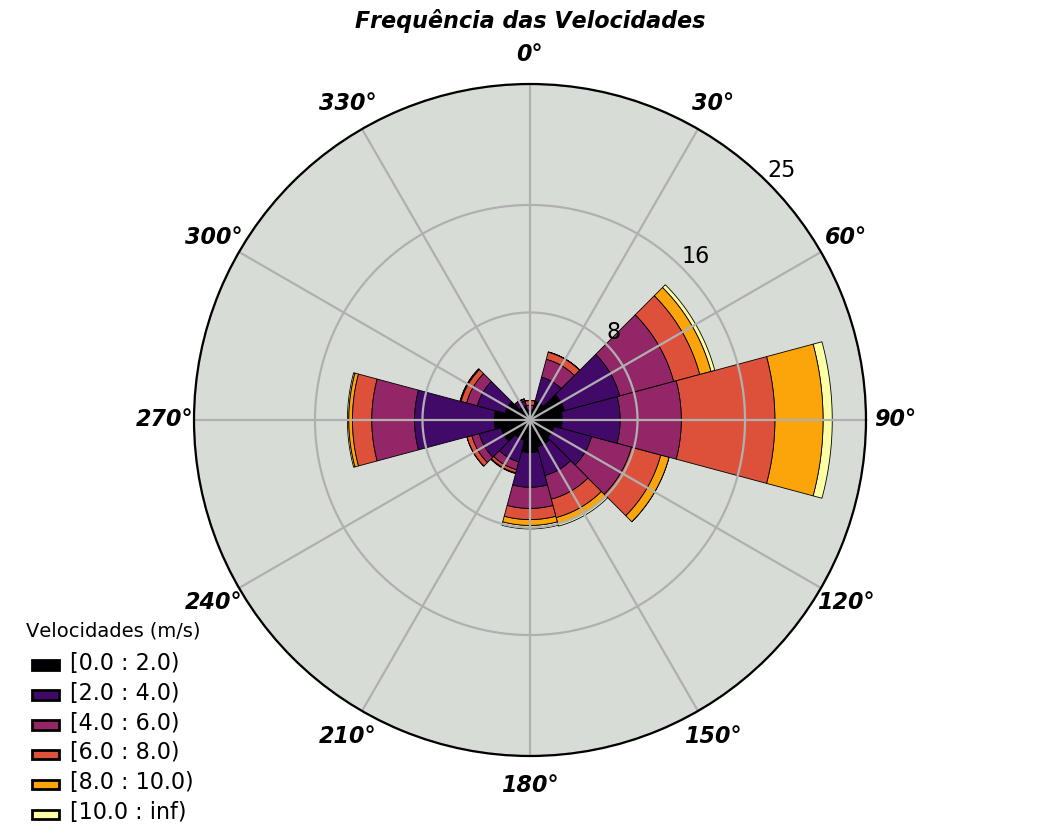 Frequência das Velocidades
0°
330°
30°
25
300°
60°
16
8
270°
90°
240°
120°
210°
150°
180°
Velocidades (m/s)
[0.0 : 2.0)
[2.0 : 4.0)
[4.0 : 6.0)
[6.0 : 8.0)
[8.0 : 10.0)
[10.0 : inf)